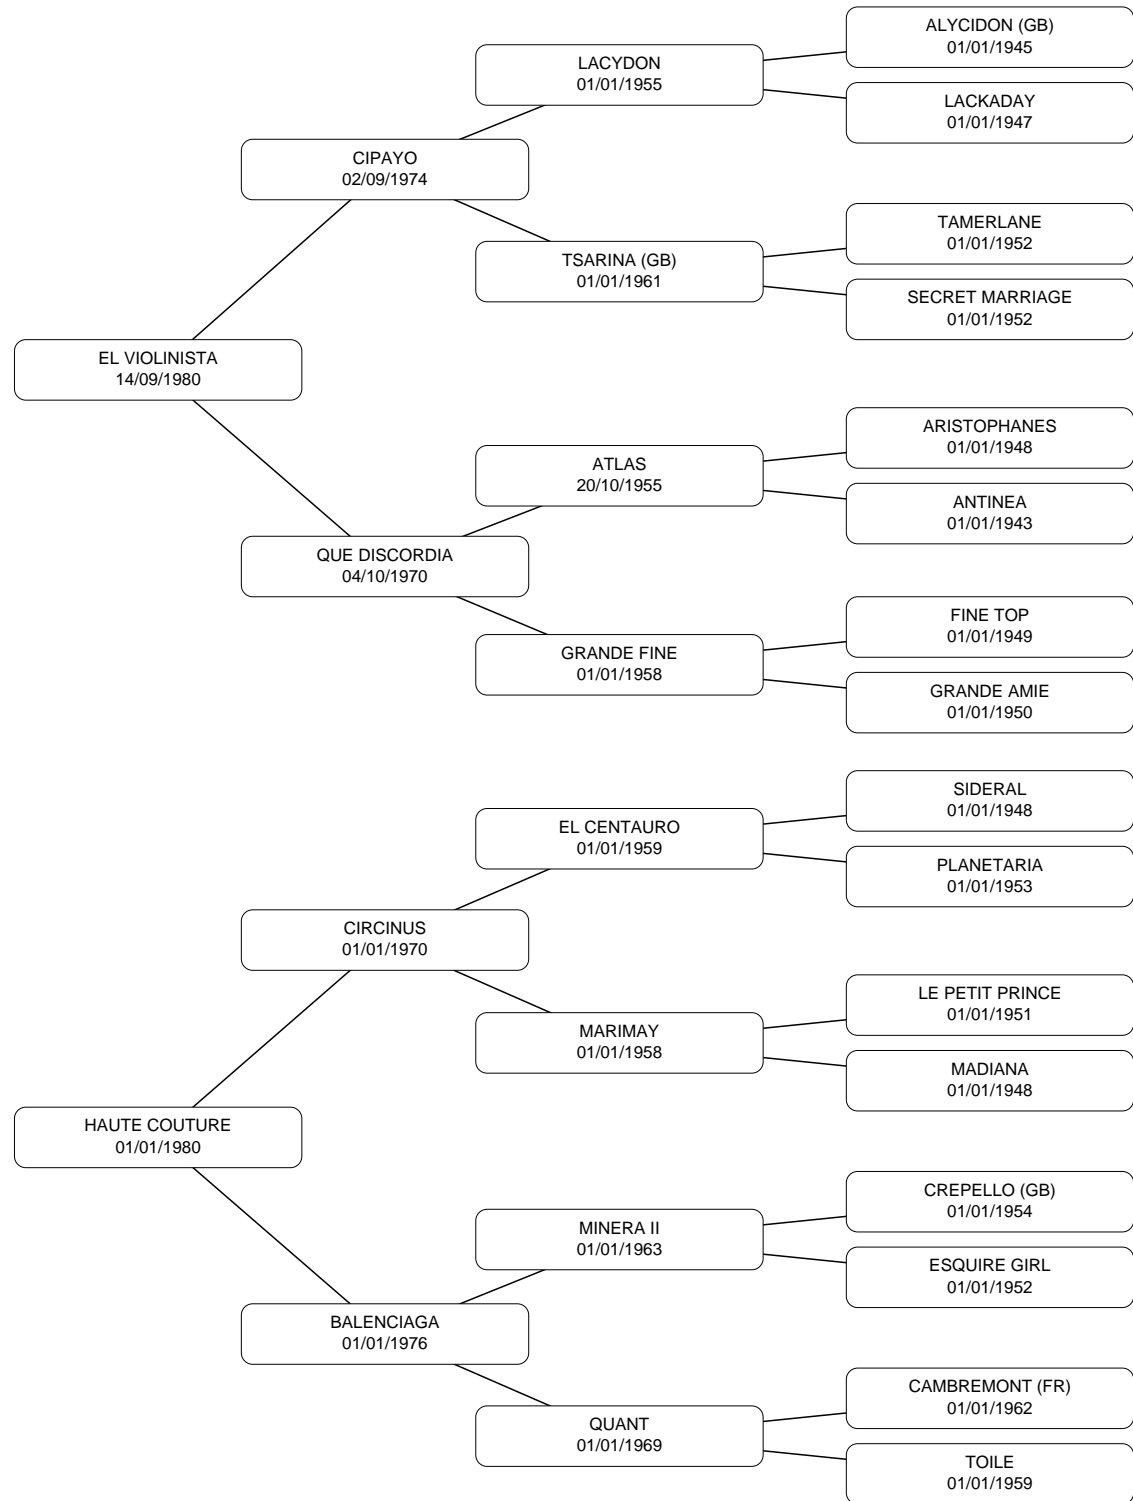 ALYCIDON (GB)
01/01/1945
LACYDON
01/01/1955
LACKADAY
01/01/1947
CIPAYO
02/09/1974
TAMERLANE
01/01/1952
TSARINA (GB)
01/01/1961
SECRET MARRIAGE
01/01/1952
EL VIOLINISTA
14/09/1980
ARISTOPHANES
01/01/1948
ATLAS
20/10/1955
ANTINEA
01/01/1943
QUE DISCORDIA
04/10/1970
FINE TOP
01/01/1949
GRANDE FINE
01/01/1958
GRANDE AMIE
01/01/1950
SIDERAL
01/01/1948
EL CENTAURO
01/01/1959
PLANETARIA
01/01/1953
CIRCINUS
01/01/1970
LE PETIT PRINCE
01/01/1951
MARIMAY
01/01/1958
MADIANA
01/01/1948
HAUTE COUTURE
01/01/1980
CREPELLO (GB)
01/01/1954
MINERA II
01/01/1963
ESQUIRE GIRL
01/01/1952
BALENCIAGA
01/01/1976
CAMBREMONT (FR)
01/01/1962
QUANT
01/01/1969
TOILE
01/01/1959